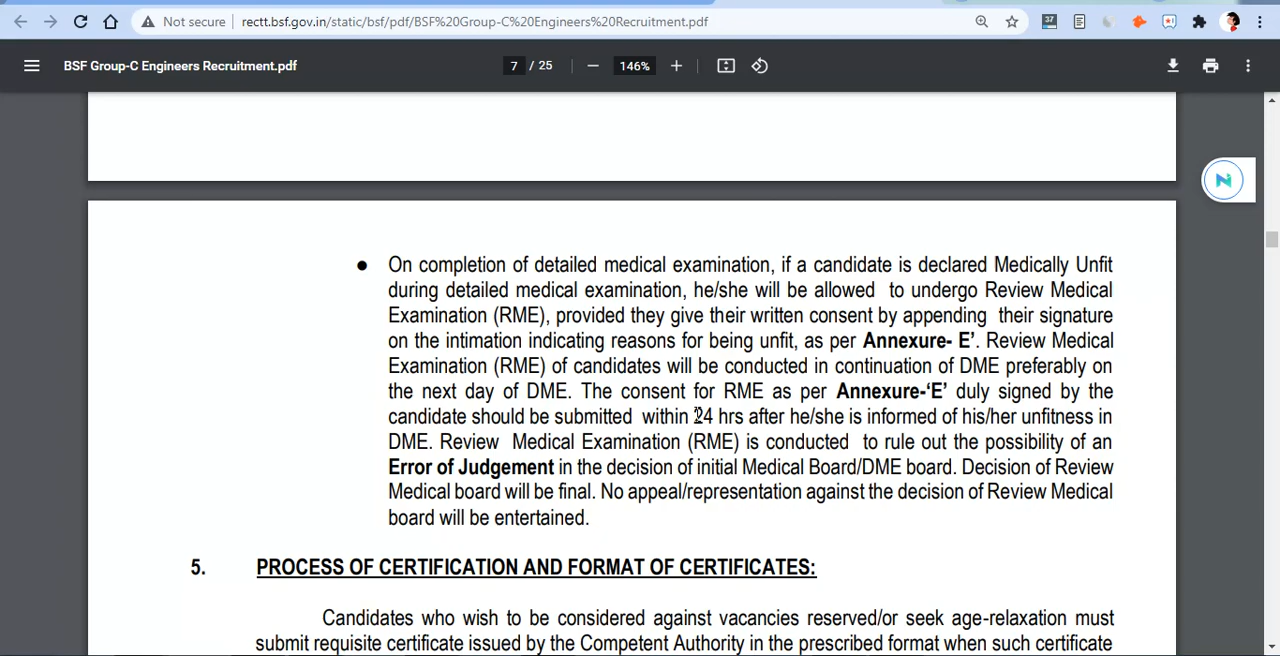 Not secure | rectt.bsf.gov.in/static/bsf/pdf/BSF%20Group-C%20Engineers%20Recruitment.pdf
37
BSF Group-C Engineers Recruitment.pdf
7 / 25
146%
N
● On completion of detailed medical examination, if a candidate is declared Medically Unfit
during detailed medical examination, he/she will be allowed to undergo Review Medical
Examination (RME), provided they give their written consent by appending their signature
on the intimation indicating reasons for being unfit, as per Annexure- E'. Review Medical
Examination (RME) of candidates will be conducted in continuation of DME preferably on
the next day of DME. The consent for RME as per Annexure-‘E’ duly signed by the
candidate should be submitted within 24 hrs after he/she is informed of his/her unfitness in
DME. Review Medical Examination (RME) is conducted to rule out the possibility of an
Error of Judgement in the decision of initial Medical Board/DME board. Decision of Review
Medical board will be final. No appeal/representation against the decision of Review Medical
board will be entertained.
5. PROCESS OF CERTIFICATION AND FORMAT OF CERTIFICATES:
Candidates who wish to be considered against vacancies reserved/or seek age-relaxation must
submit requisite certificate issued by the Competent Authority in the prescribed format when such certificate